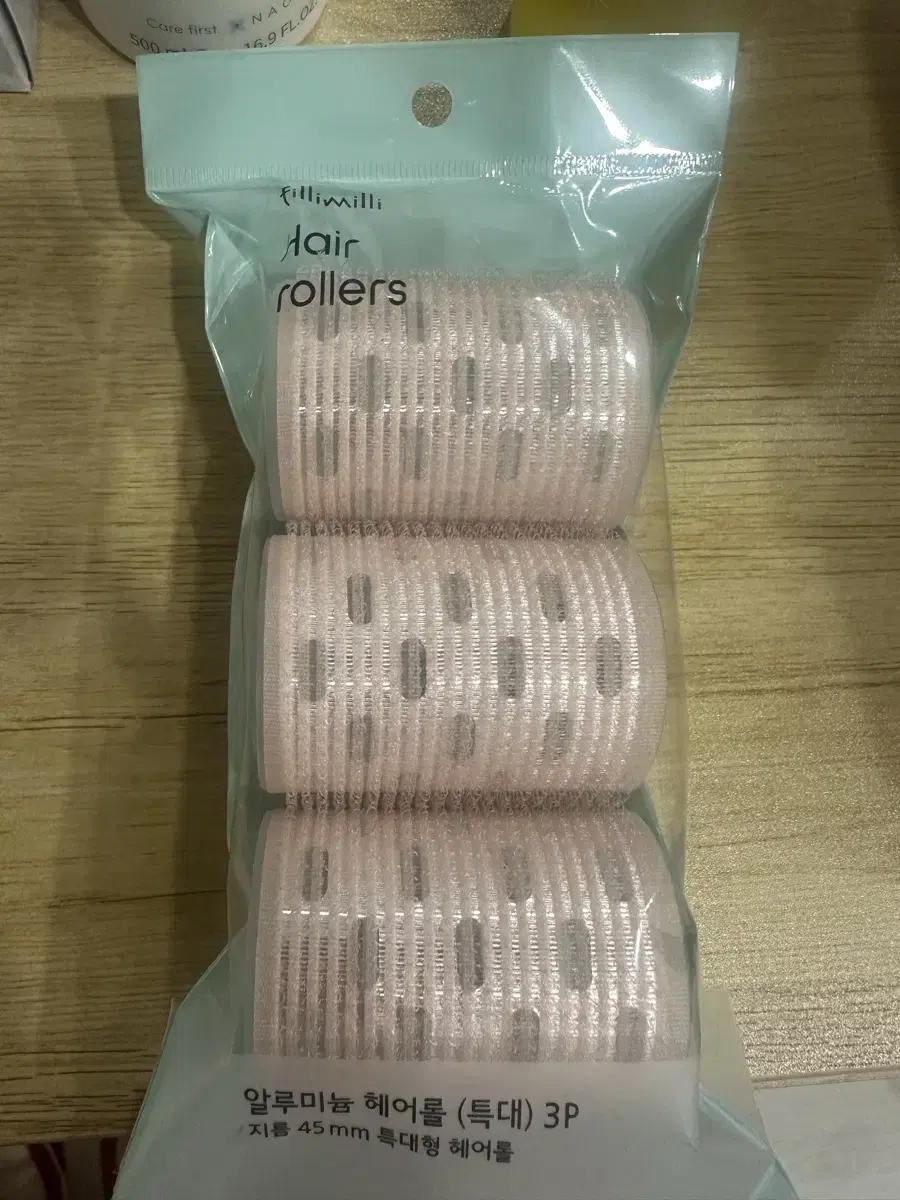 Care first. NAC
500 ml 16.9 FL.OZ.
fillimilli
Hair
rollers
알루미늄 헤어롤 (특대) 3P
지름 45mm 특대형 헤어롤